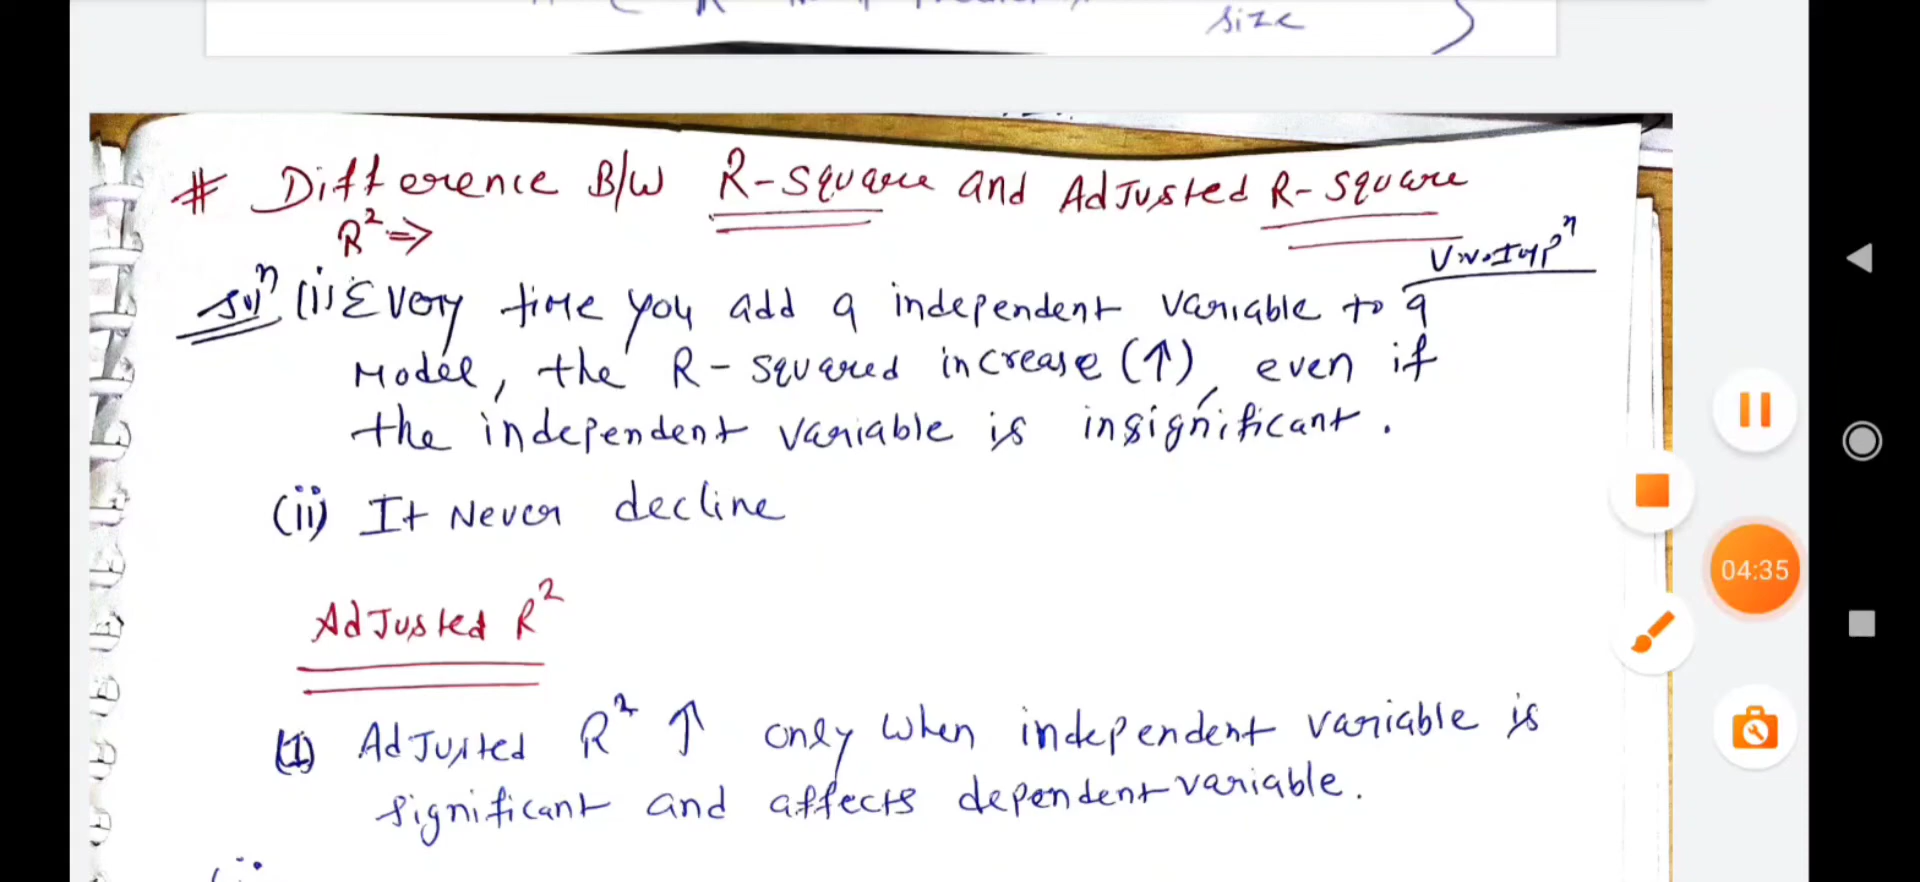 size
# Difference B/w R-square and Adjusted R-square
R² ⇒
Solⁿ (i) Every time you add a independent variable to a
Model, the R-squared increase (↑) even if
the independent variable is insignificant.
(ii) It Never decline
04:35
Adjusted R²
(I) Adjusted R² ↑ only when independent variable is
significant and affects dependent variable.